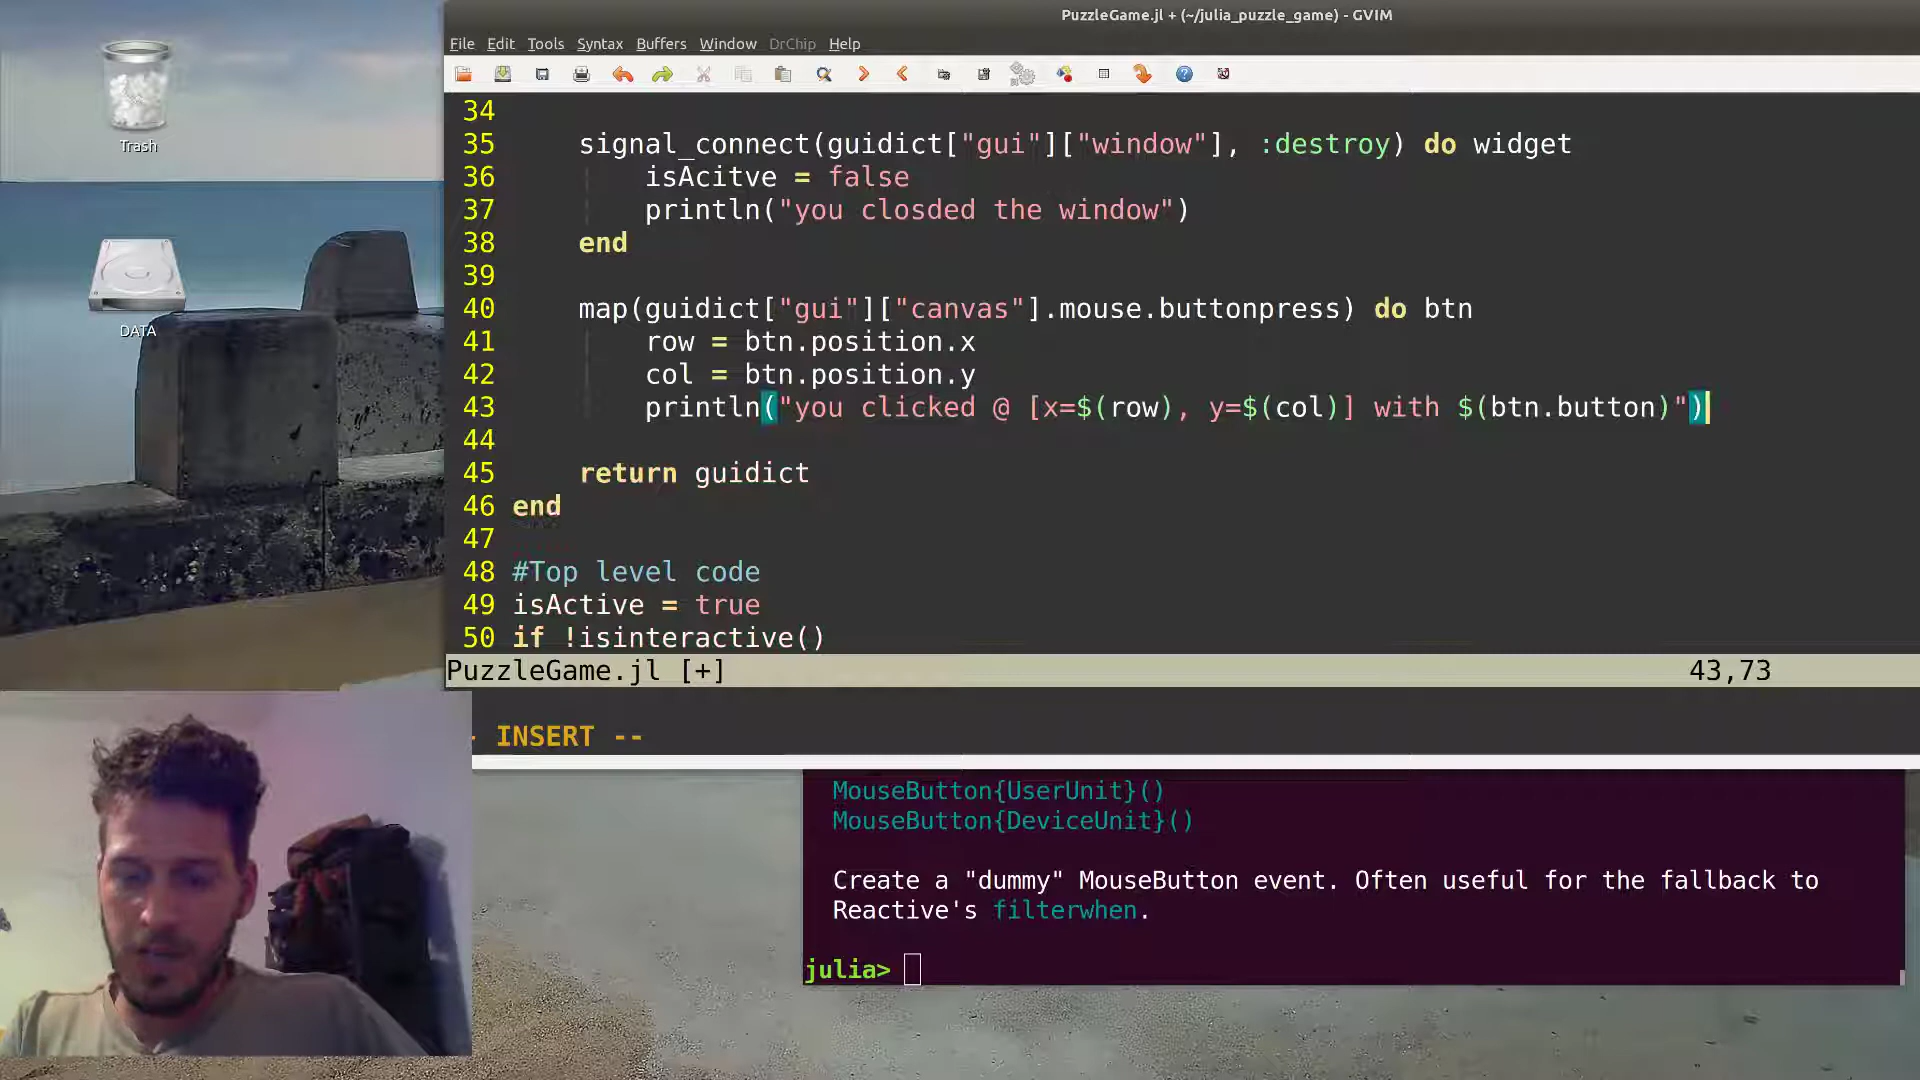 PuzzleGame.jl + (~/julia_puzzle_game) - GVIM
File Edit Tools Syntax Buffers Window DrChip Help
Trash
DATA
34
35 signal_connect(guidict["gui"]["window"], :destroy) do widget
36 isAcitve = false
37 println("you closded the window")
38 end
39
40 map(guidict["gui"]["canvas"].mouse.buttonpress) do btn
41 row = btn.position.x
42 col = btn.position.y
43 println("you clicked @ [x=$(row), y=$(col)] with $(btn.button)")
44
45 return guidict
46 end
47
48 #Top level code
49 isActive = true
50 if !isinteractive()
PuzzleGame.jl [+] 43,73
- INSERT --
MouseButton{UserUnit}()
MouseButton{DeviceUnit}()
Create a "dummy" MouseButton event. Often useful for the fallback to
Reactive's filterwhen.
julia>